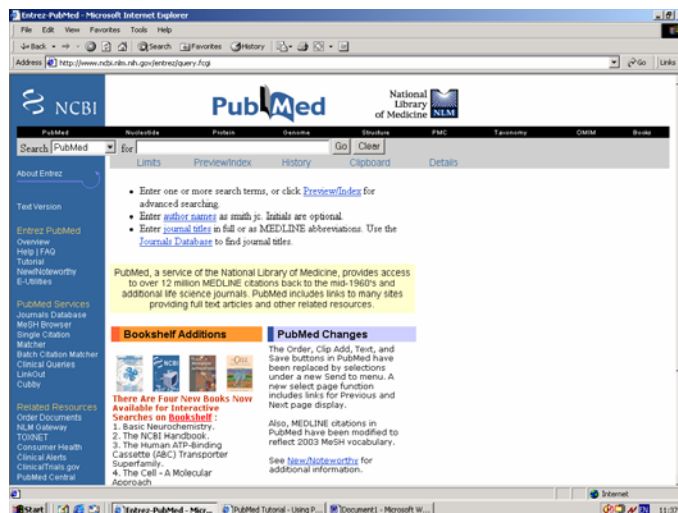 Entrez-PubMed - Microsoft Internet Explorer
File Edit View Favorites Tools Help
Back Search Favorites History
Address http://www.ncbi.nlm.nih.gov/entrez/query.fcgi Go Links
NCBI PubMed National Library of Medicine NLM
PubMed Nucleotide Protein Genome Structure PMC Taxonomy OMIM Books
Search PubMed for Go Clear
Limits Preview/Index History Clipboard Details
About Entrez
Text Version
Entrez PubMed
Overview
Help | FAQ
Tutorial
New/Noteworthy
E-Utilities
PubMed Services
Journals Database
MeSH Browser
Single Citation
Matcher
Batch Citation Matcher
Clinical Queries
LinkOut
Cubby
Related Resources
Order Documents
NLM Gateway
TOXNET
Consumer Health
Clinical Alerts
ClinicalTrials.gov
PubMed Central
• Enter one or more search terms, or click Preview/Index for
advanced searching.
• Enter author names as smith jc. Initials are optional.
• Enter journal titles in full or as MEDLINE abbreviations. Use the
Journals Database to find journal titles.
PubMed, a service of the National Library of Medicine, provides access
to over 12 million MEDLINE citations back to the mid-1960's and
additional life science journals. PubMed includes links to many sites
providing full text articles and other related resources.
Bookshelf Additions
There Are Four New Books Now
Available for Interactive
Searches on Bookshelf :
1. Basic Neurochemistry.
2. The NCBI Handbook.
3. The Human ATP-Binding
Cassette (ABC) Transporter
Superfamily.
4. The Cell - A Molecular
Approach
PubMed Changes
The Order, Clip Add, Text, and
Save buttons in PubMed have
been replaced by selections
under a new Send to menu. A
new select page function
includes links for Previous and
Next page display.
Also, MEDLINE citations in
PubMed have been modified to
reflect 2003 MeSH vocabulary.
See New/Noteworthy for
additional information.
Internet
Start Entrez-PubMed - Micr... PubMed Tutorial - Using P... Document1 - Microsoft W... 11:37